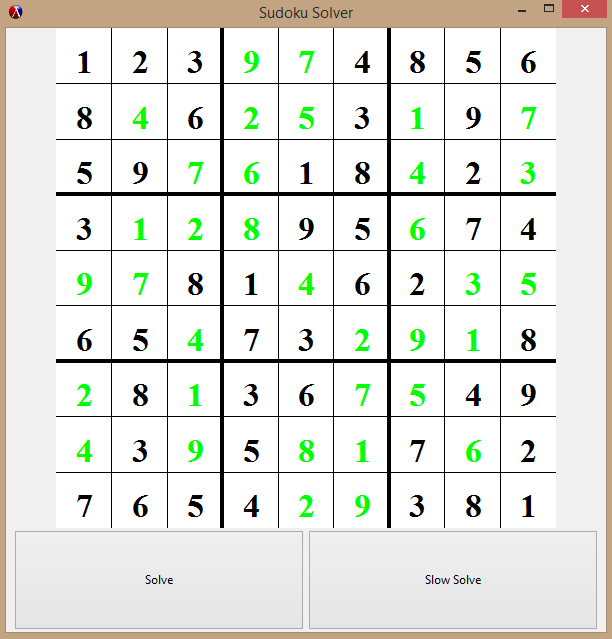 Sudoku Solver
1 2 3 9 7 4 8 5 6
8 4 6 2 5 3 1 9 7
5 9 7 6 1 8 4 2 3
3 1 2 8 9 5 6 7 4
9 7 8 1 4 6 2 3 5
6 5 4 7 3 2 9 1 8
2 8 1 3 6 7 5 4 9
4 3 9 5 8 1 7 6 2
7 6 5 4 2 9 3 8 1
Solve Slow Solve